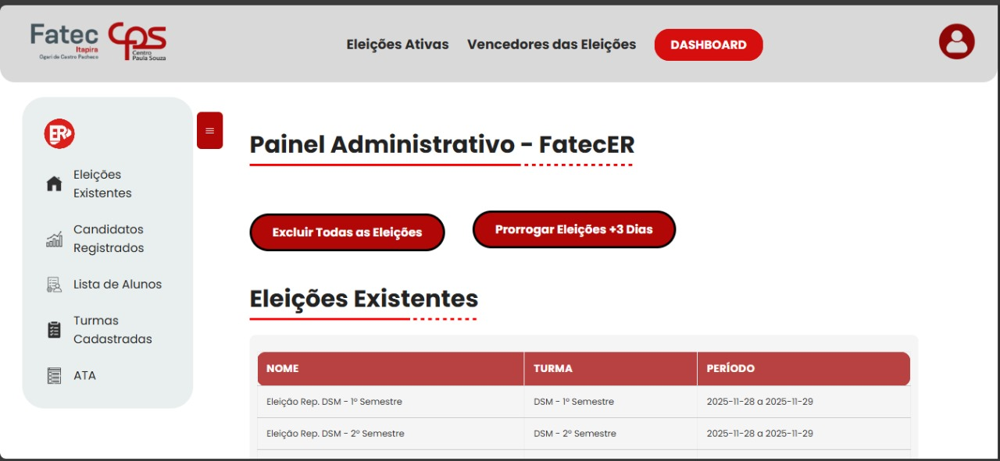 Fatec
Itapira
Ogari de Castro Pacheco
CPS
Centro
Paula Souza
Eleições Ativas
Vencedores das Eleições
DASHBOARD
ER
Eleições
Existentes
Candidatos
Registrados
Lista de Alunos
Turmas
Cadastradas
ATA
Painel Administrativo - FatecER
Excluir Todas as Eleições
Prorrogar Eleições +3 Dias
Eleições Existentes
NOME TURMA PERÍODO
Eleição Rep. DSM - 1º Semestre DSM - 1º Semestre 2025-11-28 a 2025-11-29
Eleição Rep. DSM - 2º Semestre DSM - 2º Semestre 2025-11-28 a 2025-11-29